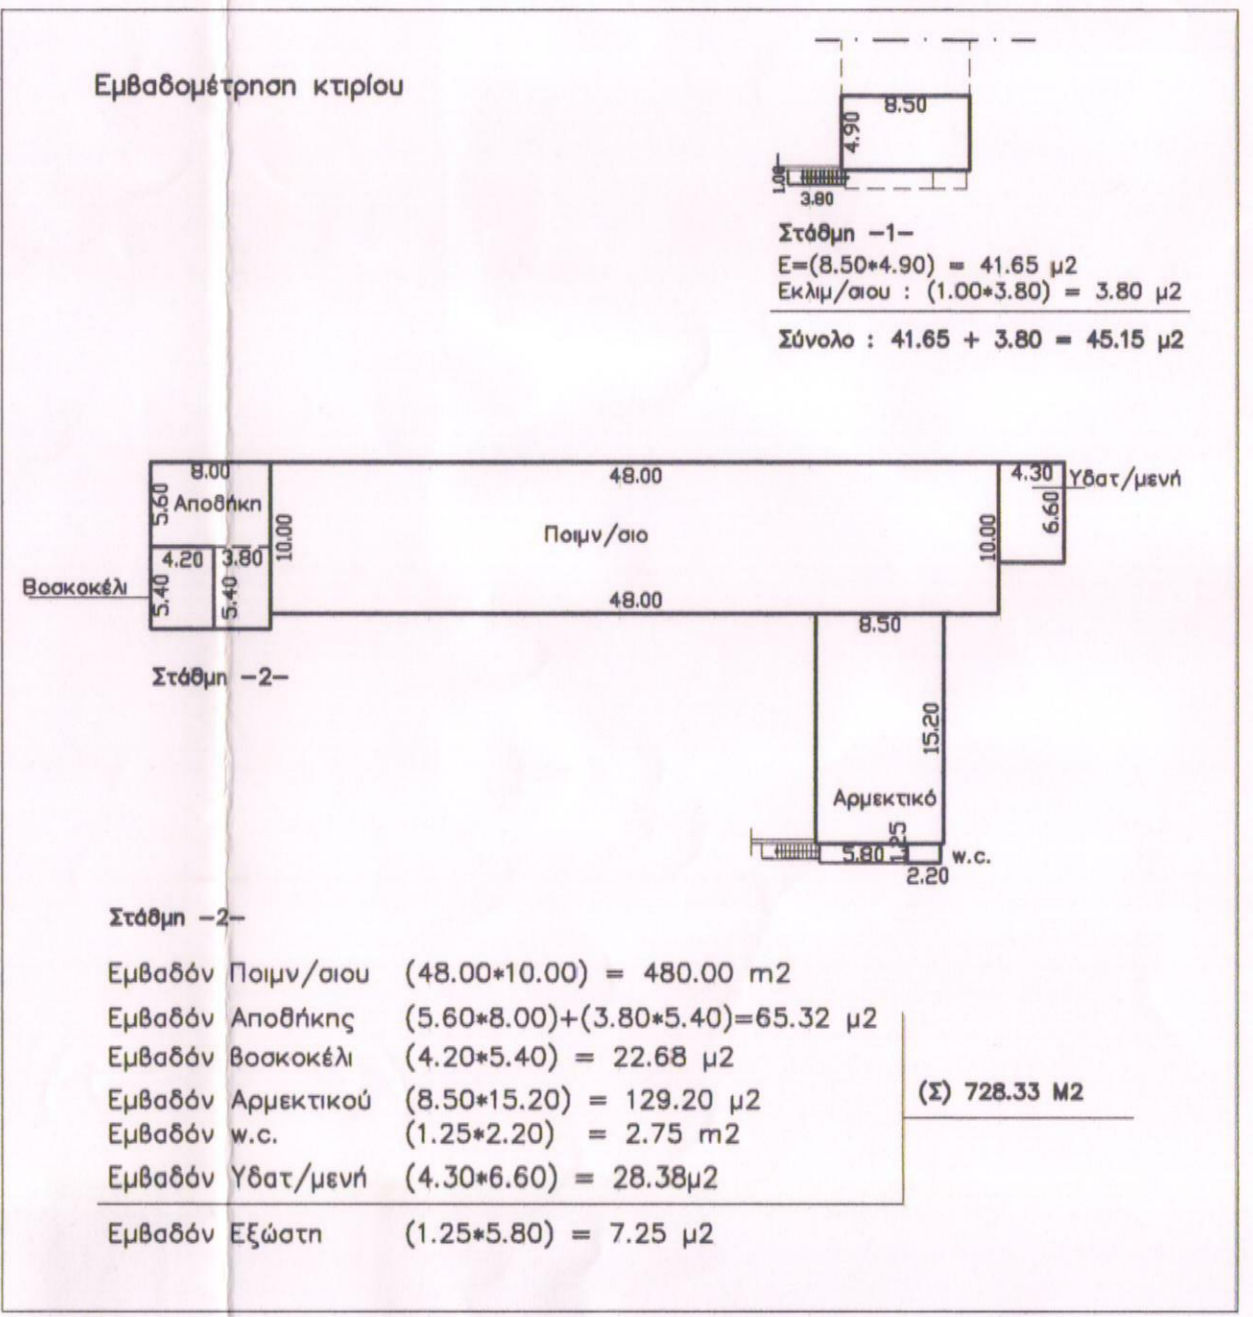 Εμβαδομέτρηση κτιρίου
8.50
4.90
1.00
3.80
Στάθμη -1-
Ε=(8.50*4.90) = 41.65 μ2
Εκλιμ/σιου : (1.00*3.80) = 3.80 μ2
Σύνολο : 41.65 + 3.80 = 45.15 μ2
8.00
5.60
Αποθήκη
4.20
3.80
5.40
5.40
Βοσκοκέλι
10.00
48.00
Ποιμν/σιο
48.00
10.00
4.30
Υδατ/μενή
6.60
Στάθμη -2-
8.50
15.20
Αρμεκτικό
5.80
1.25
w.c.
2.20
Στάθμη -2-
Εμβαδόν Ποιμν/σιου (48.00*10.00) = 480.00 m2
Εμβαδόν Αποθήκης (5.60*8.00)+(3.80*5.40)=65.32 μ2
Εμβαδόν βοσκοκέλι (4.20*5.40) = 22.68 μ2
Εμβαδόν Αρμεκτικού (8.50*15.20) = 129.20 μ2
Εμβαδόν w.c. (1.25*2.20) = 2.75 m2
Εμβαδόν Υδατ/μενή (4.30*6.60) = 28.38μ2
(Σ) 728.33 Μ2
Εμβαδόν Εξώστη (1.25*5.80) = 7.25 μ2